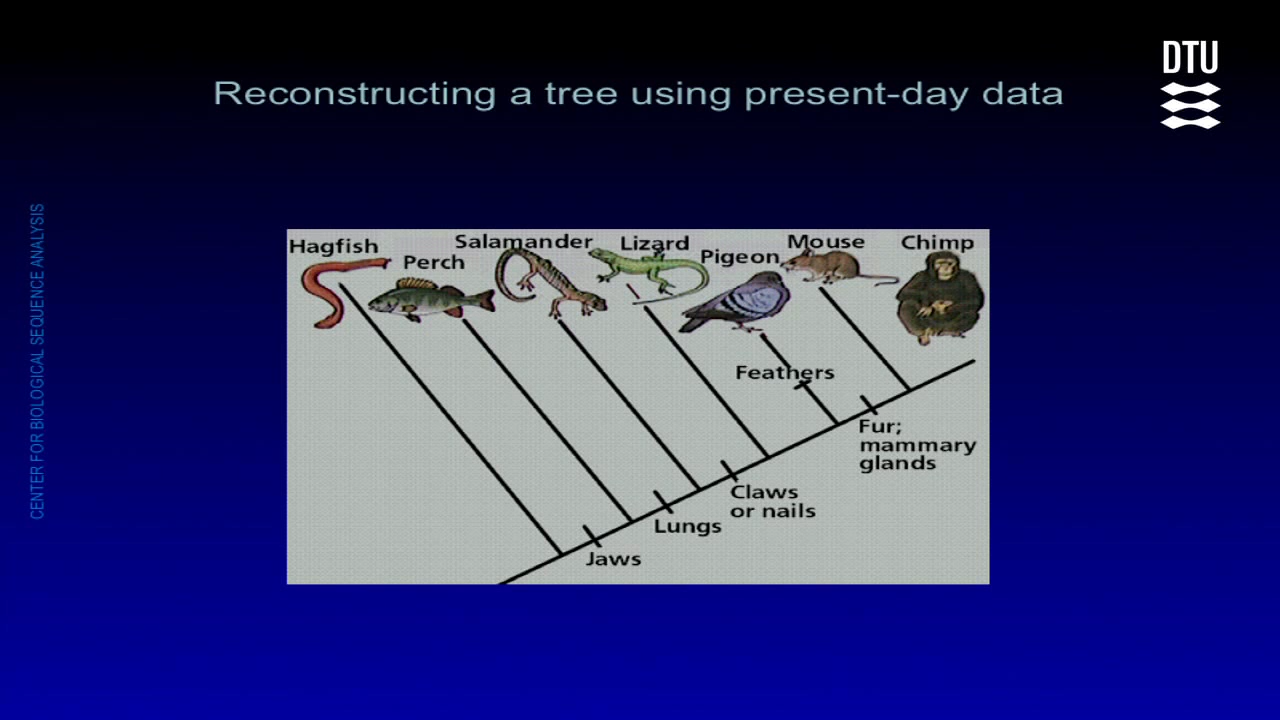 DTU
Reconstructing a tree using present-day data
CENTER FOR BIOLOGICAL SEQUENCE ANALYSIS
Hagfish
Perch
Salamander
Lizard
Pigeon
Mouse
Chimp
Feathers
Fur;
mammary
glands
Claws
or nails
Lungs
Jaws